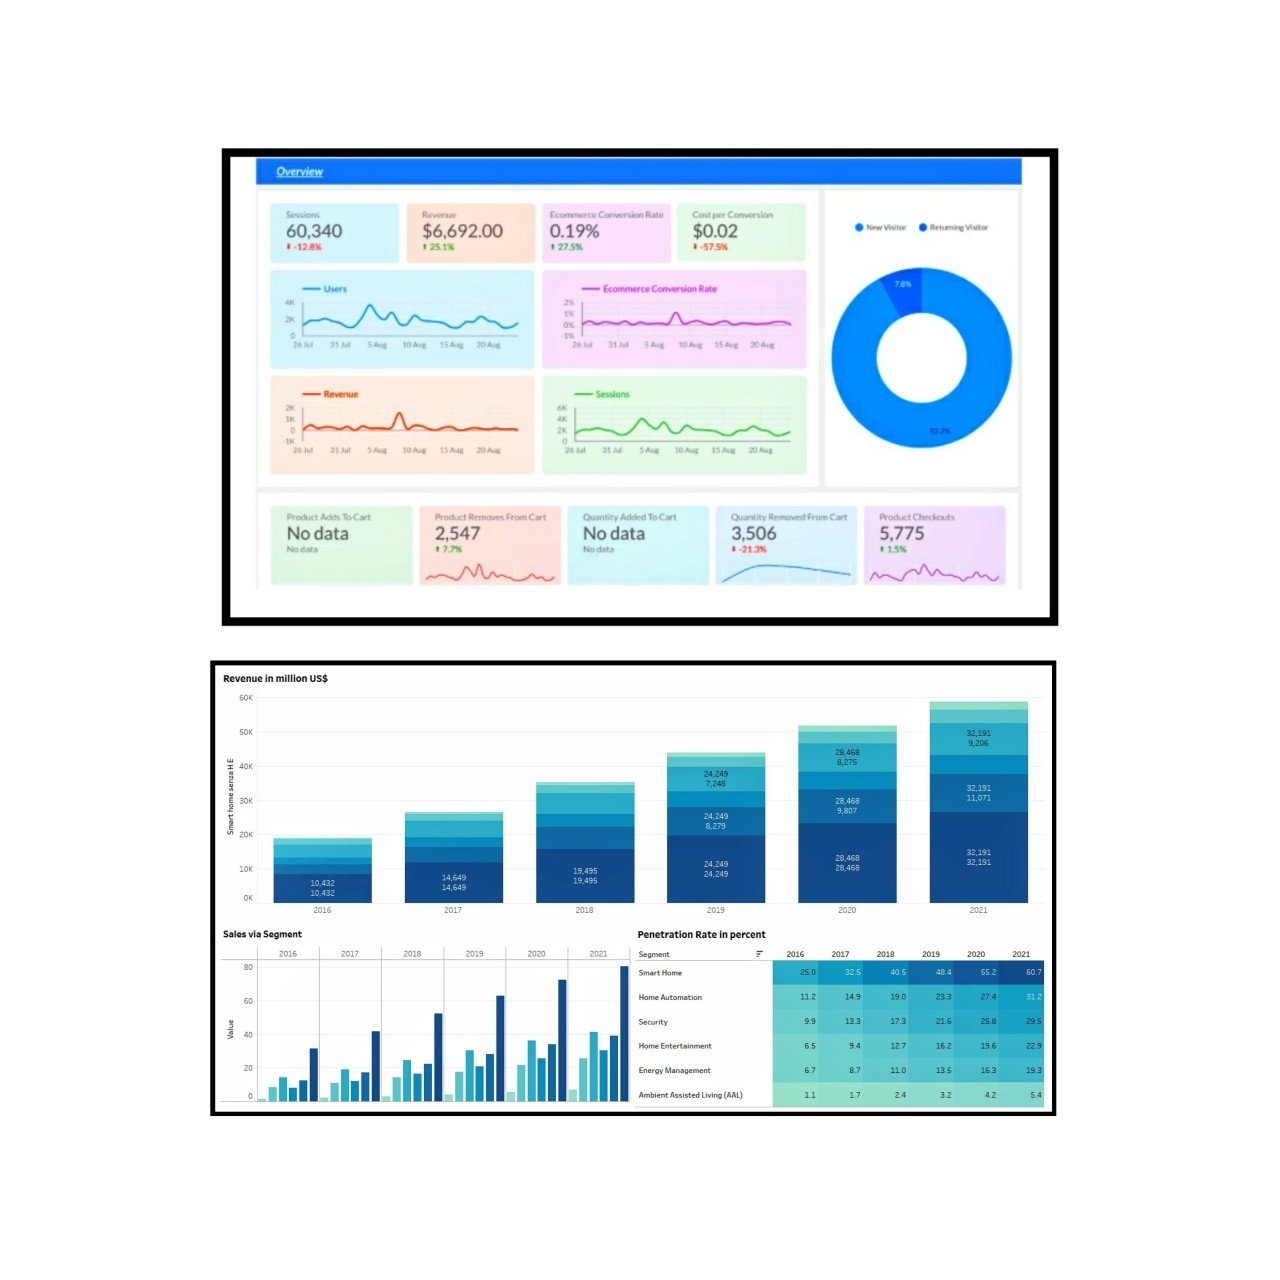 Overview
Sessions
60,340
-12.8%
Revenue
$6,692.00
25.1%
Ecommerce Conversion Rate
0.19%
27.5%
Cost per Conversion
$0.02
-57.5%
New Visitor Returning Visitor
7.8%
92.2%
Users
4K
2K
0
26 Jul 31 Jul 5 Aug 10 Aug 15 Aug 20 Aug
Ecommerce Conversion Rate
2%
1%
0%
-1%
26 Jul 31 Jul 5 Aug 10 Aug 15 Aug 20 Aug
Revenue
2K
1K
0
-1K
26 Jul 31 Jul 5 Aug 10 Aug 15 Aug 20 Aug
Sessions
6K
4K
2K
0
26 Jul 31 Jul 5 Aug 10 Aug 15 Aug 20 Aug
Product Adds To Cart
No data
No data
Product Removes From Cart
2,547
7.7%
Quantity Added To Cart
No data
No data
Quantity Removed From Cart
3,506
-21.3%
Product Checkouts
5,775
1.5%
Revenue in million US$
Smart home senza H E
60K
50K
40K
30K
20K
10K
0K
10,432
10,432
14,649
14,649
19,495
19,495
24,249
7,248
24,249
8,279
24,249
24,249
28,468
8,275
28,468
9,807
28,468
28,468
32,191
9,206
32,191
11,071
32,191
32,191
2016 2017 2018 2019 2020 2021
Sales via Segment
2016 2017 2018 2019 2020 2021
Value
80
60
40
20
0
Penetration Rate in percent
Segment 2016 2017 2018 2019 2020 2021
Smart Home 25.0 32.5 40.5 48.4 55.2 60.7
Home Automation 11.2 14.9 19.0 23.3 27.4 31.2
Security 9.9 13.3 17.3 21.6 25.8 29.5
Home Entertainment 6.5 9.4 12.7 16.2 19.6 22.9
Energy Management 6.7 8.7 11.0 13.5 16.3 19.3
Ambient Assisted Living (AAL) 1.1 1.7 2.4 3.2 4.2 5.4